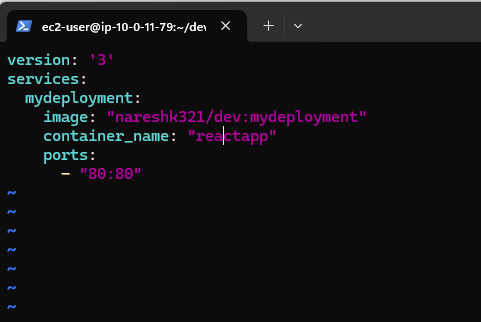 ec2-user@ip-10-0-11-79:~/dev
version: '3'
services:
  mydeployment:
    image: "nareshk321/dev:mydeployment"
    container_name: "reactapp"
    ports:
      - "80:80"
~
~
~
~
~
~
~